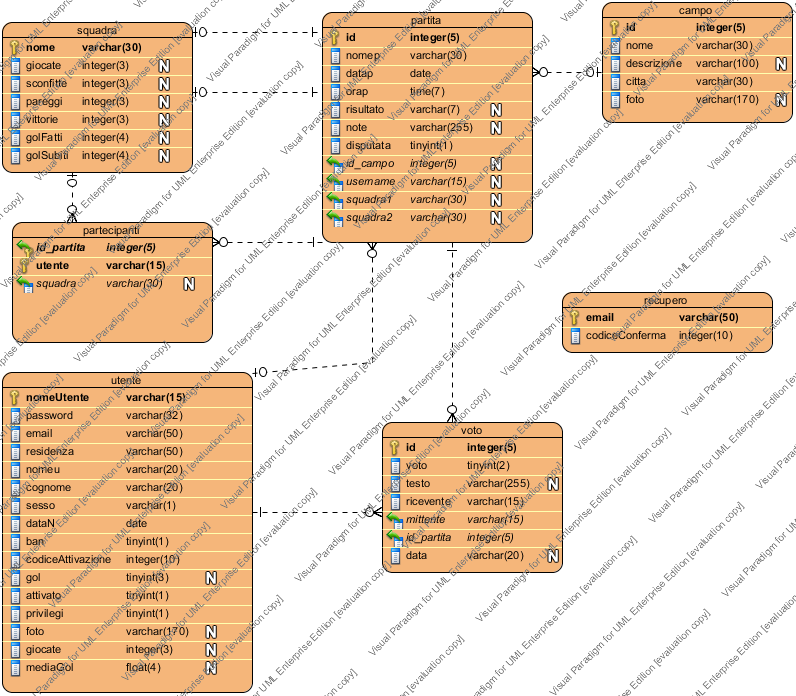 squadra
nome varchar(30)
giocate integer(3) N
sconfitte integer(3) N
pareggi integer(3) N
vittorie integer(3) N
golFatti integer(4) N
golSubiti integer(4) N
partita
id integer(5)
nomep varchar(30)
datap date
orap time(7)
risultato varchar(7) N
note varchar(255) N
disputata tinyint(1)
id_campo integer(5) N
username varchar(15) N
squadra1 varchar(30) N
squadra2 varchar(30) N
campo
id integer(5)
nome varchar(30)
descrizione varchar(100) N
citta varchar(30)
foto varchar(170) N
partecipanti
id_partita integer(5)
utente varchar(15)
squadra varchar(30) N
recupero
email varchar(50)
codiceConferma integer(10)
utente
nomeUtente varchar(15)
password varchar(32)
email varchar(50)
residenza varchar(50)
nomeu varchar(20)
cognome varchar(20)
sesso varchar(1)
dataN date
ban tinyint(1)
codiceAttivazione integer(10)
gol tinyint(3) N
attivato tinyint(1)
privilegi tinyint(1)
foto varchar(170) N
giocate integer(3) N
mediaGol float(4) N
voto
id integer(5)
voto tinyint(2)
testo varchar(255) N
ricevente varchar(15)
mittente varchar(15)
id_partita integer(5)
data varchar(20) N
Visual Paradigm for UML Enterprise Edition [evaluation copy]